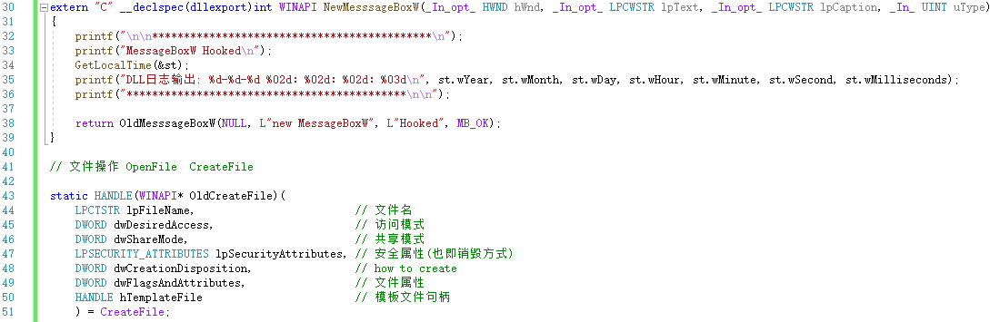 30 extern "C" __declspec(dllexport)int WINAPI NewMesssageBoxW(_In_opt_ HWND hWnd, _In_opt_ LPCWSTR lpText, _In_opt_ LPCWSTR lpCaption, _In_ UINT uType)
31 {
32     printf("\n\n********************************************\n");
33     printf("MessageBoxW Hooked\n");
34     GetLocalTime(&st);
35     printf("DLL日志输出: %d-%d-%d %02d: %02d: %02d: %03d\n", st.wYear, st.wMonth, st.wDay, st.wHour, st.wMinute, st.wSecond, st.wMilliseconds);
36     printf("********************************************\n\n");
37
38     return OldMesssageBoxW(NULL, L"new MessageBoxW", L"Hooked", MB_OK);
39 }
40
41 // 文件操作 OpenFile  CreateFile
42
43 static HANDLE(WINAPI* OldCreateFile)(
44     LPCTSTR lpFileName,                         // 文件名
45     DWORD dwDesiredAccess,                      // 访问模式
46     DWORD dwShareMode,                          // 共享模式
47     LPSECURITY_ATTRIBUTES lpSecurityAttributes, // 安全属性(也即销毁方式)
48     DWORD dwCreationDisposition,                // how to create
49     DWORD dwFlagsAndAttributes,                 // 文件属性
50     HANDLE hTemplateFile                        // 模板文件句柄
51     ) = CreateFile;